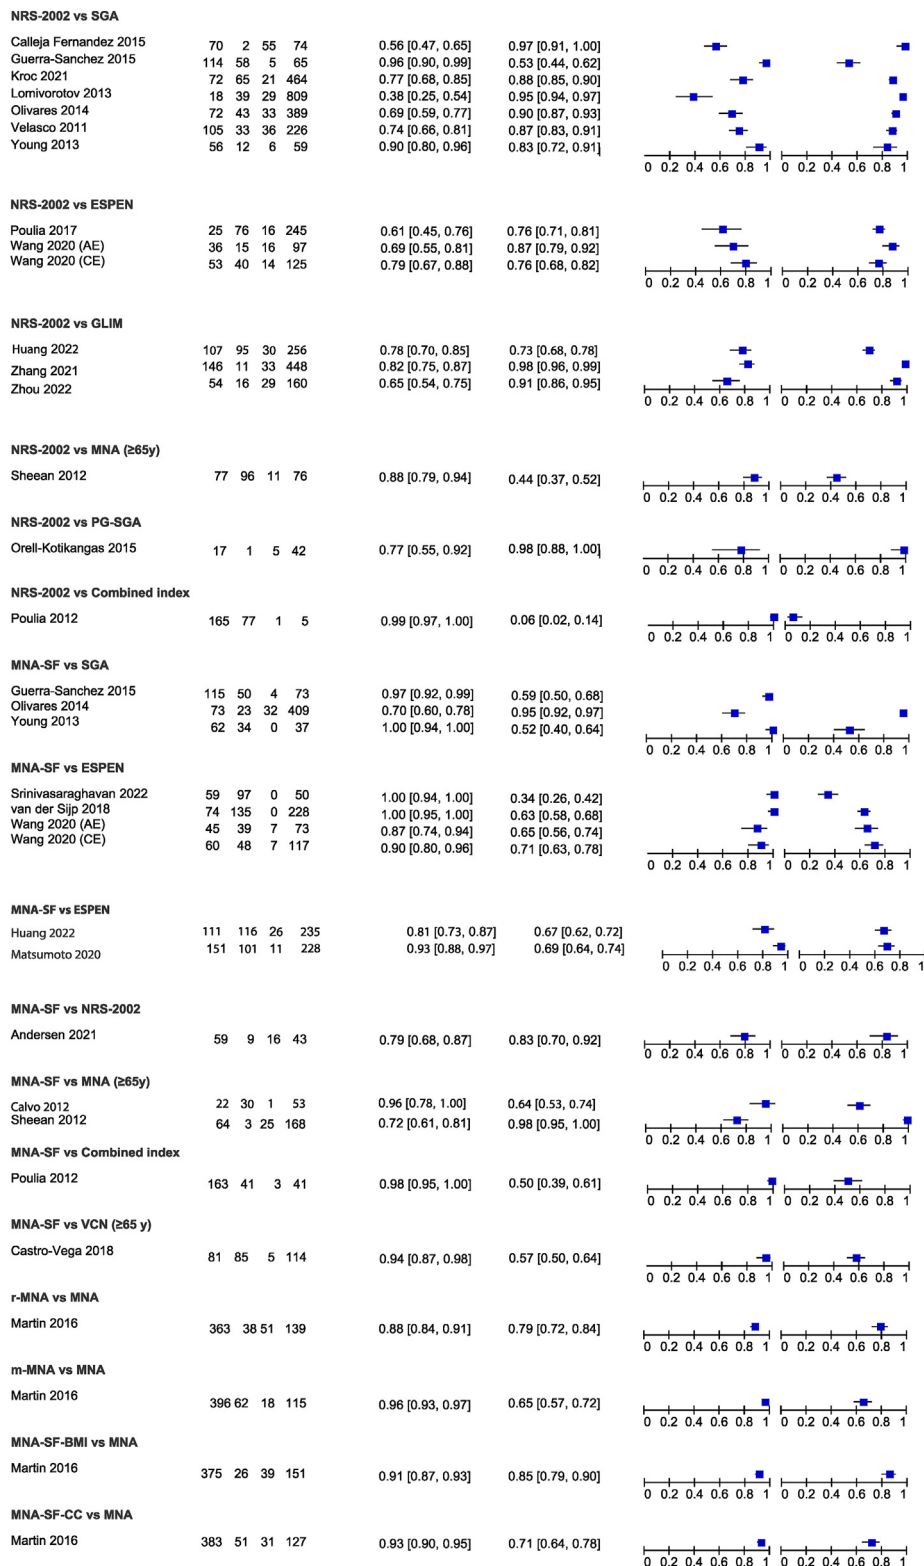 NRS-2002 vs SGA
Calleja Fernandez 2015 70 2 55 74 0.56 [0.47, 0.65] 0.97 [0.91, 1.00]
Guerra-Sanchez 2015 114 58 5 65 0.96 [0.90, 0.99] 0.53 [0.44, 0.62]
Kroc 2021 72 65 21 464 0.77 [0.68, 0.85] 0.88 [0.85, 0.90]
Lomivorotov 2013 18 39 29 809 0.38 [0.25, 0.54] 0.95 [0.94, 0.97]
Olivares 2014 72 43 33 389 0.69 [0.59, 0.77] 0.90 [0.87, 0.93]
Velasco 2011 105 33 36 226 0.74 [0.66, 0.81] 0.87 [0.83, 0.91]
Young 2013 56 12 6 59 0.90 [0.80, 0.96] 0.83 [0.72, 0.91]
0 0.2 0.4 0.6 0.8 1 0 0.2 0.4 0.6 0.8 1
NRS-2002 vs ESPEN
Poulia 2017 25 76 16 245 0.61 [0.45, 0.76] 0.76 [0.71, 0.81]
Wang 2020 (AE) 36 15 16 97 0.69 [0.55, 0.81] 0.87 [0.79, 0.92]
Wang 2020 (CE) 53 40 14 125 0.79 [0.67, 0.88] 0.76 [0.68, 0.82]
0 0.2 0.4 0.6 0.8 1 0 0.2 0.4 0.6 0.8 1
NRS-2002 vs GLIM
Huang 2022 107 95 30 256 0.78 [0.70, 0.85] 0.73 [0.68, 0.78]
Zhang 2021 146 11 33 448 0.82 [0.75, 0.87] 0.98 [0.96, 0.99]
Zhou 2022 54 16 29 160 0.65 [0.54, 0.75] 0.91 [0.86, 0.95]
0 0.2 0.4 0.6 0.8 1 0 0.2 0.4 0.6 0.8 1
NRS-2002 vs MNA (≥65y)
Sheean 2012 77 96 11 76 0.88 [0.79, 0.94] 0.44 [0.37, 0.52]
0 0.2 0.4 0.6 0.8 1 0 0.2 0.4 0.6 0.8 1
NRS-2002 vs PG-SGA
Orell-Kotikangas 2015 17 1 5 42 0.77 [0.55, 0.92] 0.98 [0.88, 1.00]
0 0.2 0.4 0.6 0.8 1 0 0.2 0.4 0.6 0.8 1
NRS-2002 vs Combined index
Poulia 2012 165 77 1 5 0.99 [0.97, 1.00] 0.06 [0.02, 0.14]
0 0.2 0.4 0.6 0.8 1 0 0.2 0.4 0.6 0.8 1
MNA-SF vs SGA
Guerra-Sanchez 2015 115 50 4 73 0.97 [0.92, 0.99] 0.59 [0.50, 0.68]
Olivares 2014 73 23 32 409 0.70 [0.60, 0.78] 0.95 [0.92, 0.97]
Young 2013 62 34 0 37 1.00 [0.94, 1.00] 0.52 [0.40, 0.64]
0 0.2 0.4 0.6 0.8 1 0 0.2 0.4 0.6 0.8 1
MNA-SF vs ESPEN
Srinivasaraghavan 2022 59 97 0 50 1.00 [0.94, 1.00] 0.34 [0.26, 0.42]
van der Sijp 2018 74 135 0 228 1.00 [0.95, 1.00] 0.63 [0.58, 0.68]
Wang 2020 (AE) 45 39 7 73 0.87 [0.74, 0.94] 0.65 [0.56, 0.74]
Wang 2020 (CE) 60 48 7 117 0.90 [0.80, 0.96] 0.71 [0.63, 0.78]
0 0.2 0.4 0.6 0.8 1 0 0.2 0.4 0.6 0.8 1
MNA-SF vs ESPEN
Huang 2022 111 116 26 235 0.81 [0.73, 0.87] 0.67 [0.62, 0.72]
Matsumoto 2020 151 101 11 228 0.93 [0.88, 0.97] 0.69 [0.64, 0.74]
0 0.2 0.4 0.6 0.8 1 0 0.2 0.4 0.6 0.8 1
MNA-SF vs NRS-2002
Andersen 2021 59 9 16 43 0.79 [0.68, 0.87] 0.83 [0.70, 0.92]
0 0.2 0.4 0.6 0.8 1 0 0.2 0.4 0.6 0.8 1
MNA-SF vs MNA (≥65y)
Calvo 2012 22 30 1 53 0.96 [0.78, 1.00] 0.64 [0.53, 0.74]
Sheean 2012 64 3 25 168 0.72 [0.61, 0.81] 0.98 [0.95, 1.00]
0 0.2 0.4 0.6 0.8 1 0 0.2 0.4 0.6 0.8 1
MNA-SF vs Combined index
Poulia 2012 163 41 3 41 0.98 [0.95, 1.00] 0.50 [0.39, 0.61]
0 0.2 0.4 0.6 0.8 1 0 0.2 0.4 0.6 0.8 1
MNA-SF vs VCN (≥65 y)
Castro-Vega 2018 81 85 5 114 0.94 [0.87, 0.98] 0.57 [0.50, 0.64]
0 0.2 0.4 0.6 0.8 1 0 0.2 0.4 0.6 0.8 1
r-MNA vs MNA
Martin 2016 363 38 51 139 0.88 [0.84, 0.91] 0.79 [0.72, 0.84]
0 0.2 0.4 0.6 0.8 1 0 0.2 0.4 0.6 0.8 1
m-MNA vs MNA
Martin 2016 396 62 18 115 0.96 [0.93, 0.97] 0.65 [0.57, 0.72]
0 0.2 0.4 0.6 0.8 1 0 0.2 0.4 0.6 0.8 1
MNA-SF-BMI vs MNA
Martin 2016 375 26 39 151 0.91 [0.87, 0.93] 0.85 [0.79, 0.90]
0 0.2 0.4 0.6 0.8 1 0 0.2 0.4 0.6 0.8 1
MNA-SF-CC vs MNA
Martin 2016 383 51 31 127 0.93 [0.90, 0.95] 0.71 [0.64, 0.78]
0 0.2 0.4 0.6 0.8 1 0 0.2 0.4 0.6 0.8 1